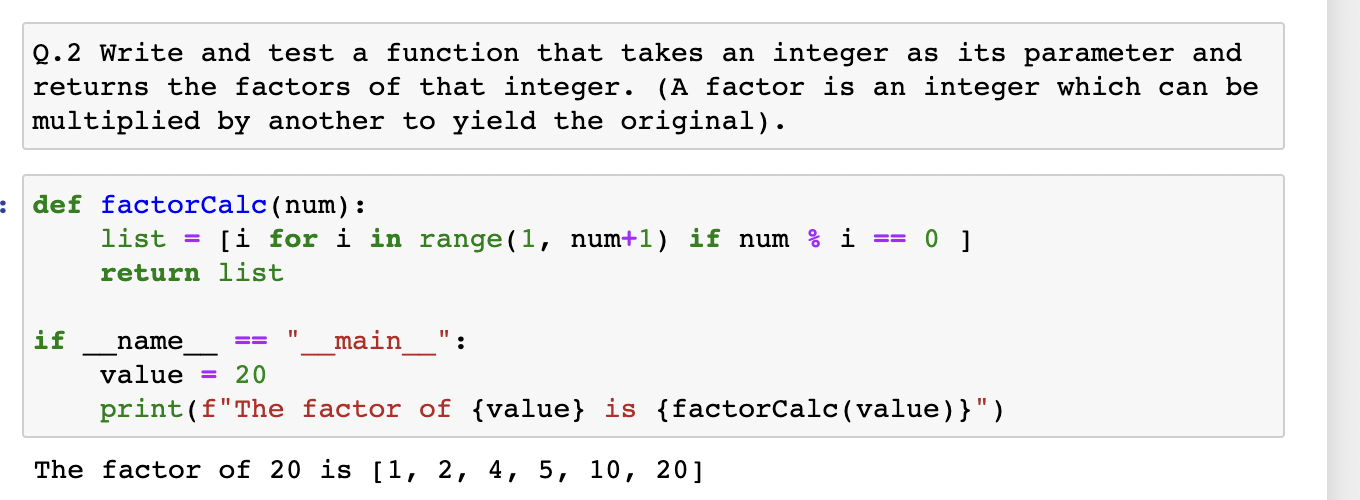 Q.2 Write and test a function that takes an integer as its parameter and
returns the factors of that integer. (A factor is an integer which can be
multiplied by another to yield the original).
: def factorCalc(num):
    list = [i for i in range(1, num+1) if num % i == 0 ]
    return list
if __name__ == "__main__":
    value = 20
    print(f"The factor of {value} is {factorCalc(value)}")
The factor of 20 is [1, 2, 4, 5, 10, 20]